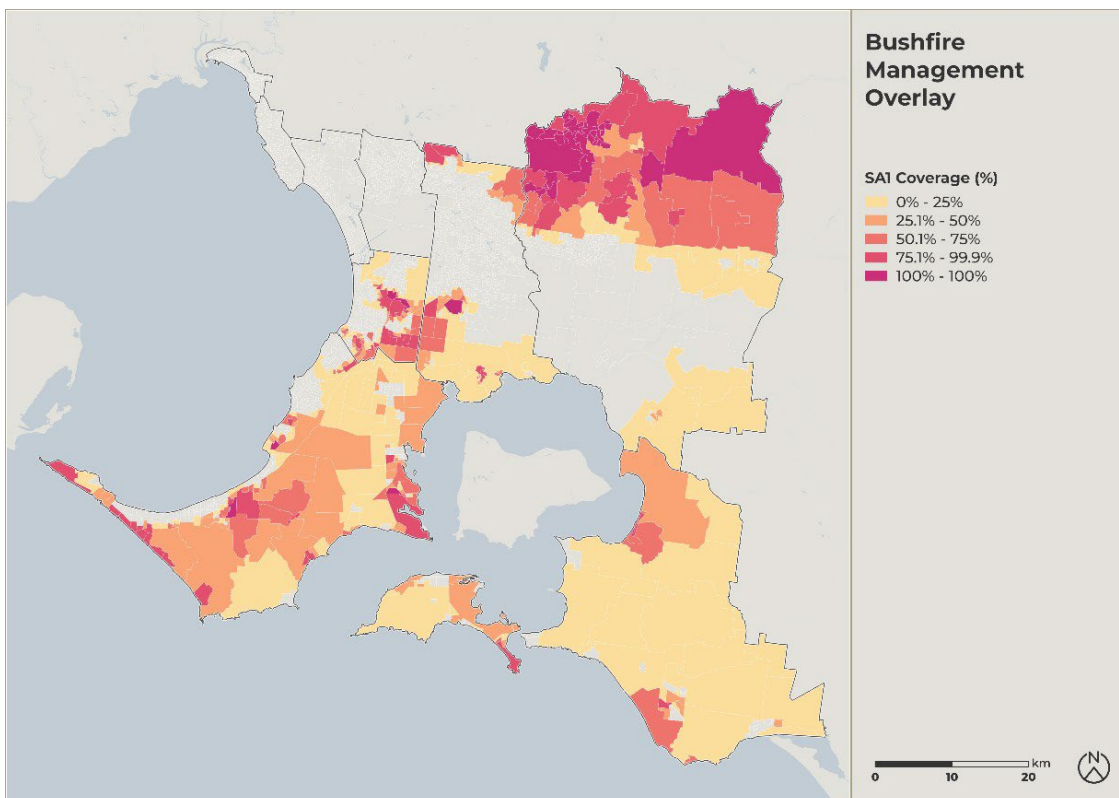 Bushfire
Management
Overlay
SA1 Coverage (%)
0% - 25%
25.1% - 50%
50.1% - 75%
75.1% - 99.9%
100% - 100%
km
0 10 20
N